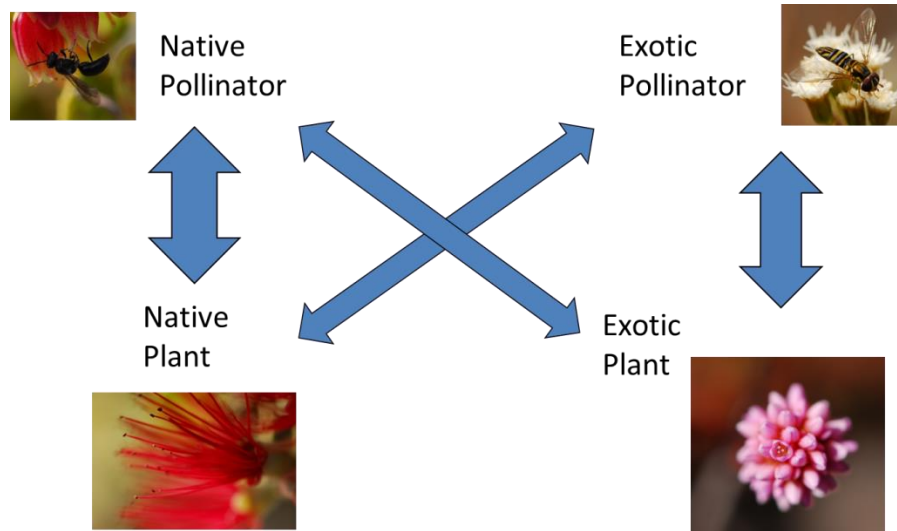 Native
Pollinator
Exotic
Pollinator
Native
Plant
Exotic
Plant